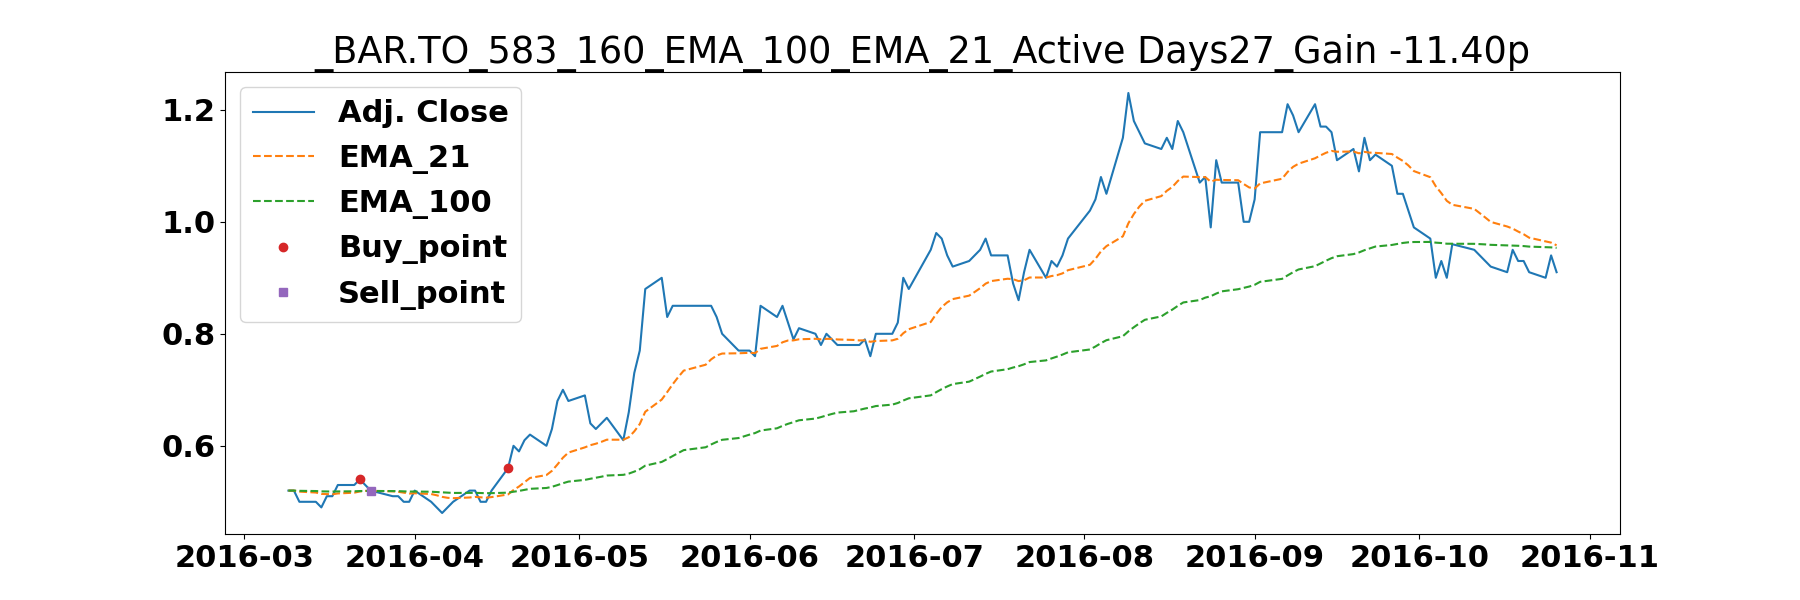 _BAR.TO_583_160_EMA_100_EMA_21_Active Days27_Gain -11.40p
Adj. Close
EMA_21
EMA_100
Buy_point
Sell_point
1.2
1.0
0.8
0.6
2016-03 2016-04 2016-05 2016-06 2016-07 2016-08 2016-09 2016-10 2016-11